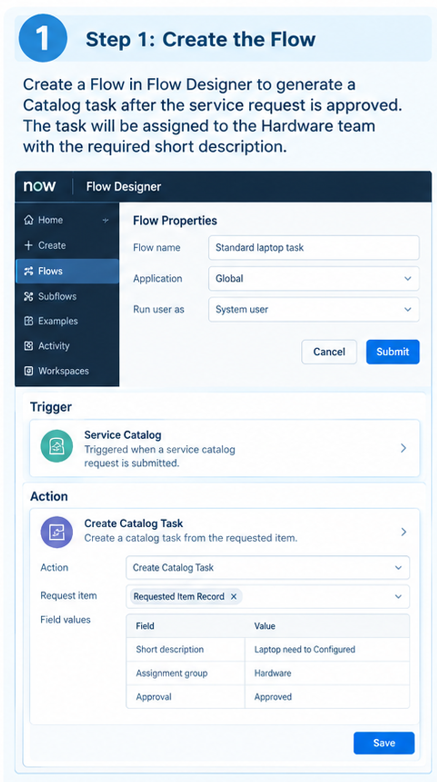 1
Step 1: Create the Flow
Create a Flow in Flow Designer to generate a
Catalog task after the service request is approved.
The task will be assigned to the Hardware team
with the required short description.
now
Flow Designer
Home
Create
Flows
Subflows
Examples
Activity
Workspaces
Flow Properties
Flow name
Standard laptop task
Application
Global
Run user as
System user
Cancel
Submit
Trigger
Service Catalog
Triggered when a service catalog
request is submitted.
Action
Create Catalog Task
Create a catalog task from the requested item.
Action
Create Catalog Task
Request item
Requested Item Record ×
Field values
Field Value
Short description Laptop need to Configured
Assignment group Hardware
Approval Approved
Save